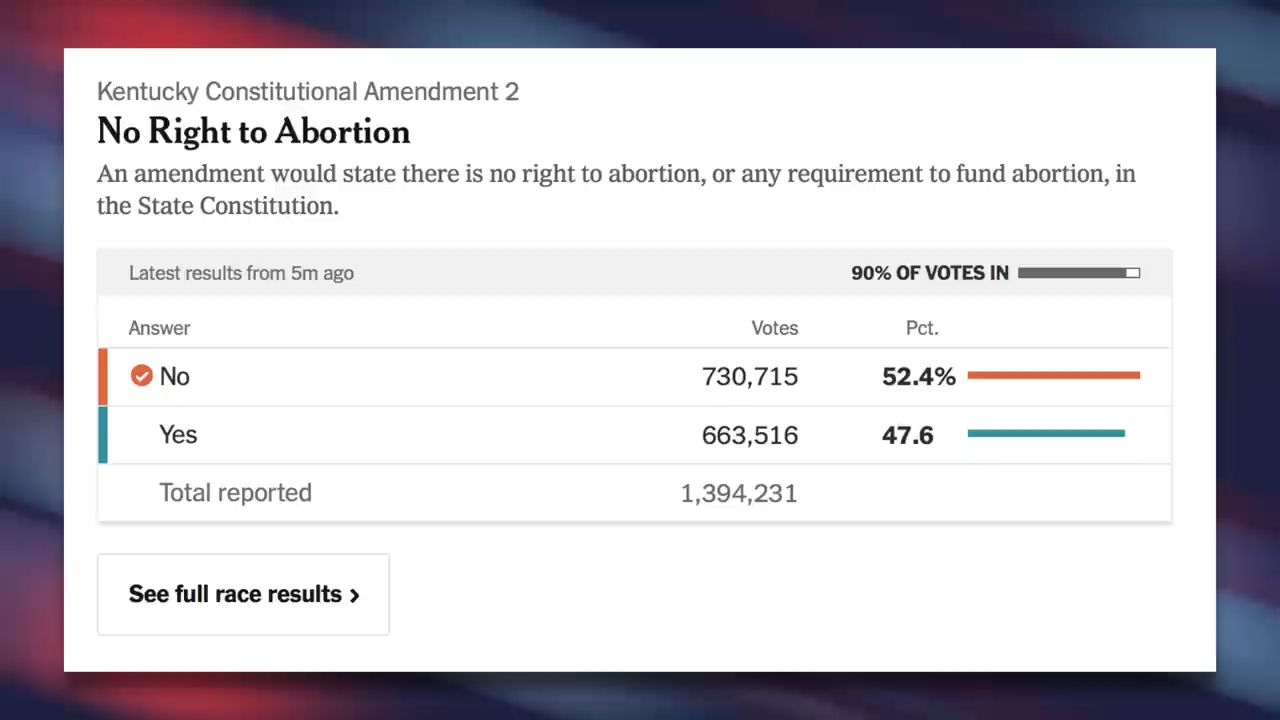 Kentucky Constitutional Amendment 2
No Right to Abortion
An amendment would state there is no right to abortion, or any requirement to fund abortion, in
the State Constitution.
Latest results from 5m ago 90% OF VOTES IN
Answer Votes Pct.
No 730,715 52.4%
Yes 663,516 47.6
Total reported 1,394,231
See full race results ›